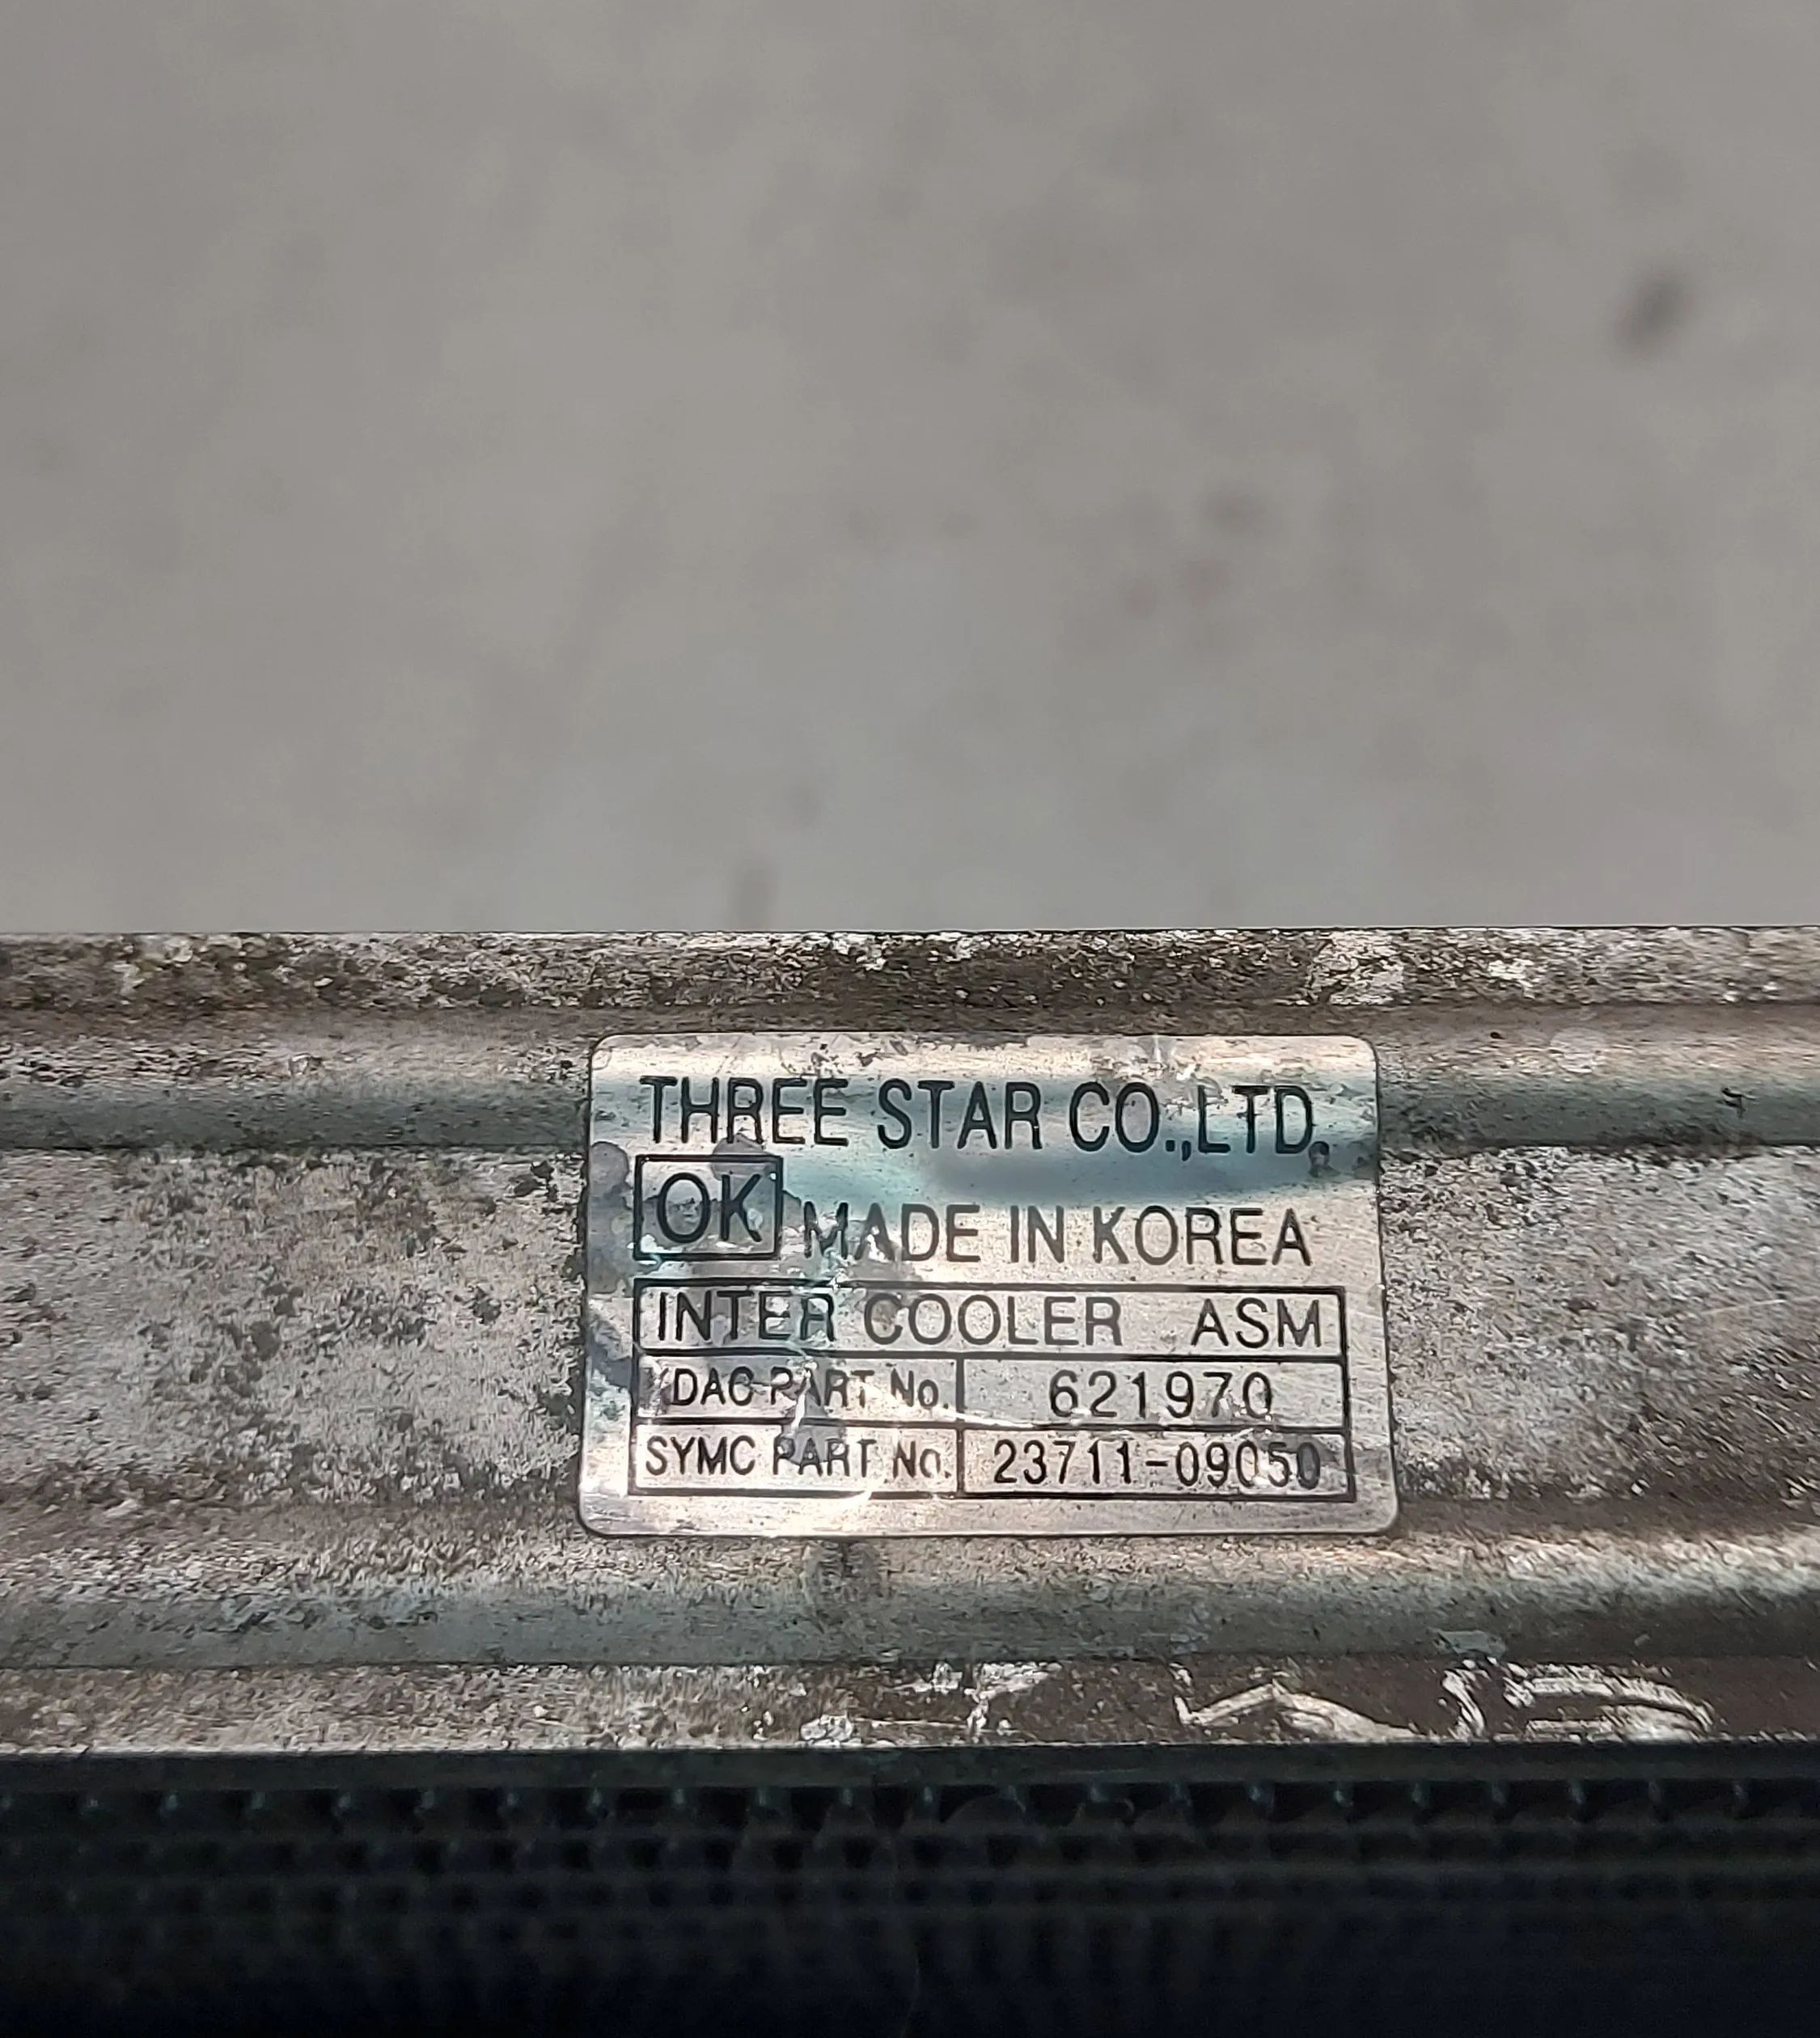 THREE STAR CO.,LTD.
OK MADE IN KOREA
INTER COOLER ASM
YDAC PART No. 621970
SYMC PART No. 23711-09050